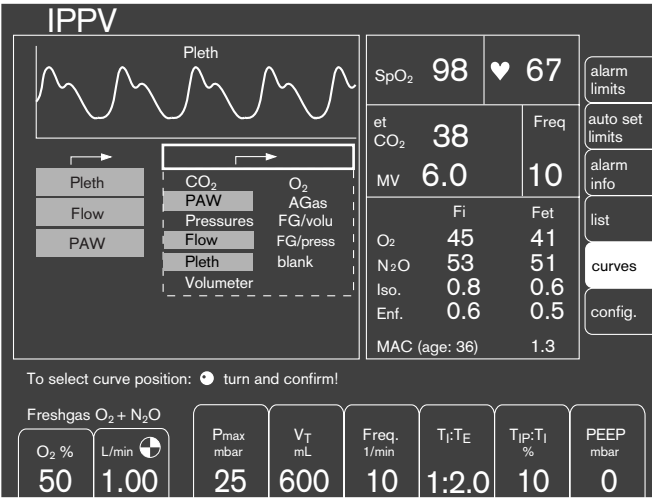 IPPV
Pleth
SpO₂ 98 ♥ 67
et CO₂ 38 Freq
MV 6.0 10
Pleth
Flow
PAW
CO₂ O₂
PAW AGas
Pressures FG/volu
Flow FG/press
Pleth blank
Volumeter
Fi Fet
O₂ 45 41
N₂O 53 51
Iso. 0.8 0.6
Enf. 0.6 0.5
MAC (age: 36) 1.3
alarm
limits
auto set
limits
alarm
info
list
curves
config.
To select curve position: turn and confirm!
Freshgas O₂ + N₂O
O₂ %
50
L/min
1.00
Pmax
mbar
25
VT
mL
600
Freq.
1/min
10
TI:TE
1:2.0
TIP:TI
%
10
PEEP
mbar
0